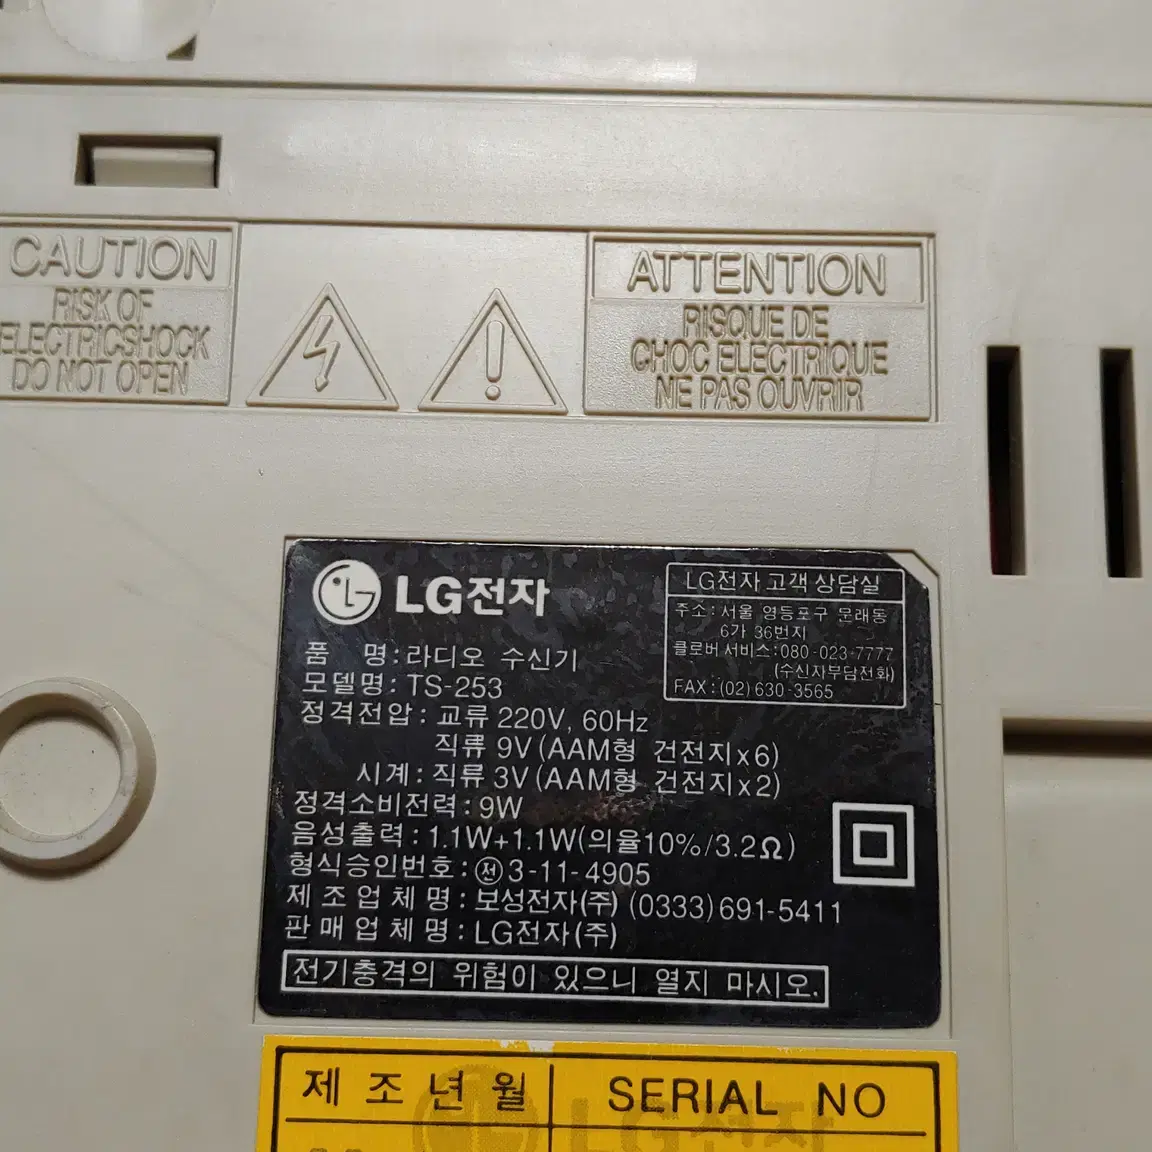 CAUTION
RISK OF
ELECTRICSHOCK
DO NOT OPEN
ATTENTION
RISQUE DE
CHOC ELECTRIQUE
NE PAS OUVRIR
LG전자
LG전자 고객 상담실
주소: 서울 영등포구 문래동
6가 36번지
클로버 서비스:080-023-7777
(수신자부담전화)
FAX:(02)630-3565
품 명:라디오 수신기
모델명:TS-253
정격전압: 교류 220V, 60Hz
직류 9V(AAM형 건전지x6)
시계: 직류 3V(AAM형 건전지x2)
정격소비전력:9W
음성출력:1.1W+1.1W(의율10%/3.2Ω)
형식승인번호:㉠3-11-4905
제조업체명:보성전자(주)(0333)691-5411
판매업체명:LG전자(주)
전기충격의 위험이 있으니 열지 마시오.
제조년월
SERIAL NO
LG전자